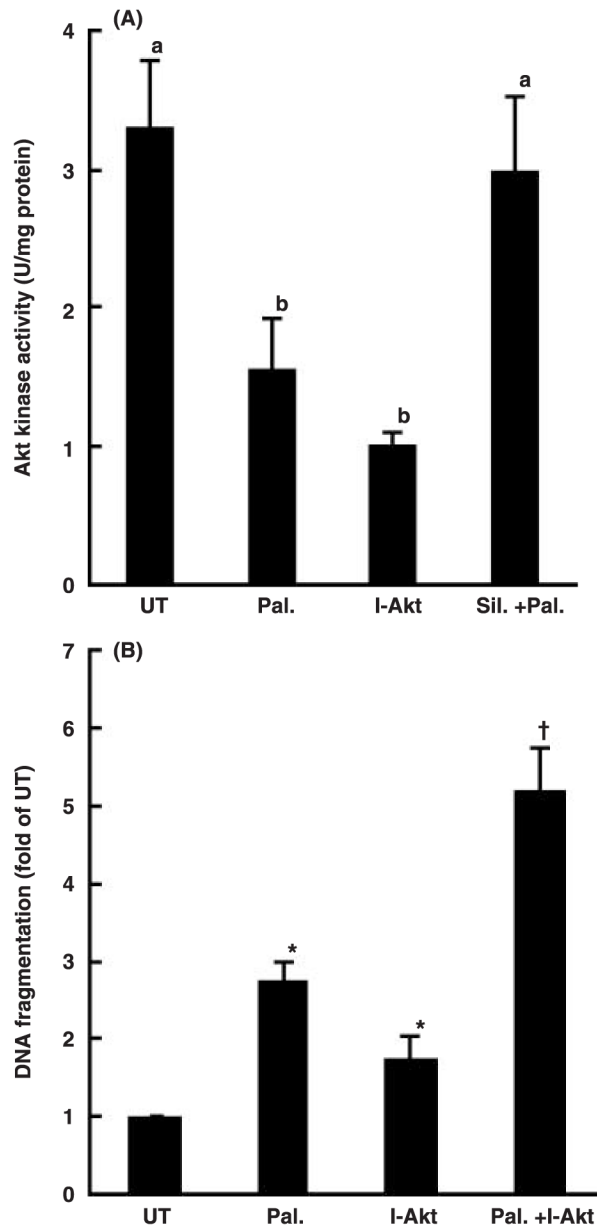 (A)
Akt kinase activity (U/mg protein)
4
3
2
1
0
a
b
b
a
UT Pal. I-Akt Sil. +Pal.
(B)
DNA fragmentation (fold of UT)
7
6
5
4
3
2
1
0
*
*
†
UT Pal. I-Akt Pal. +I-Akt